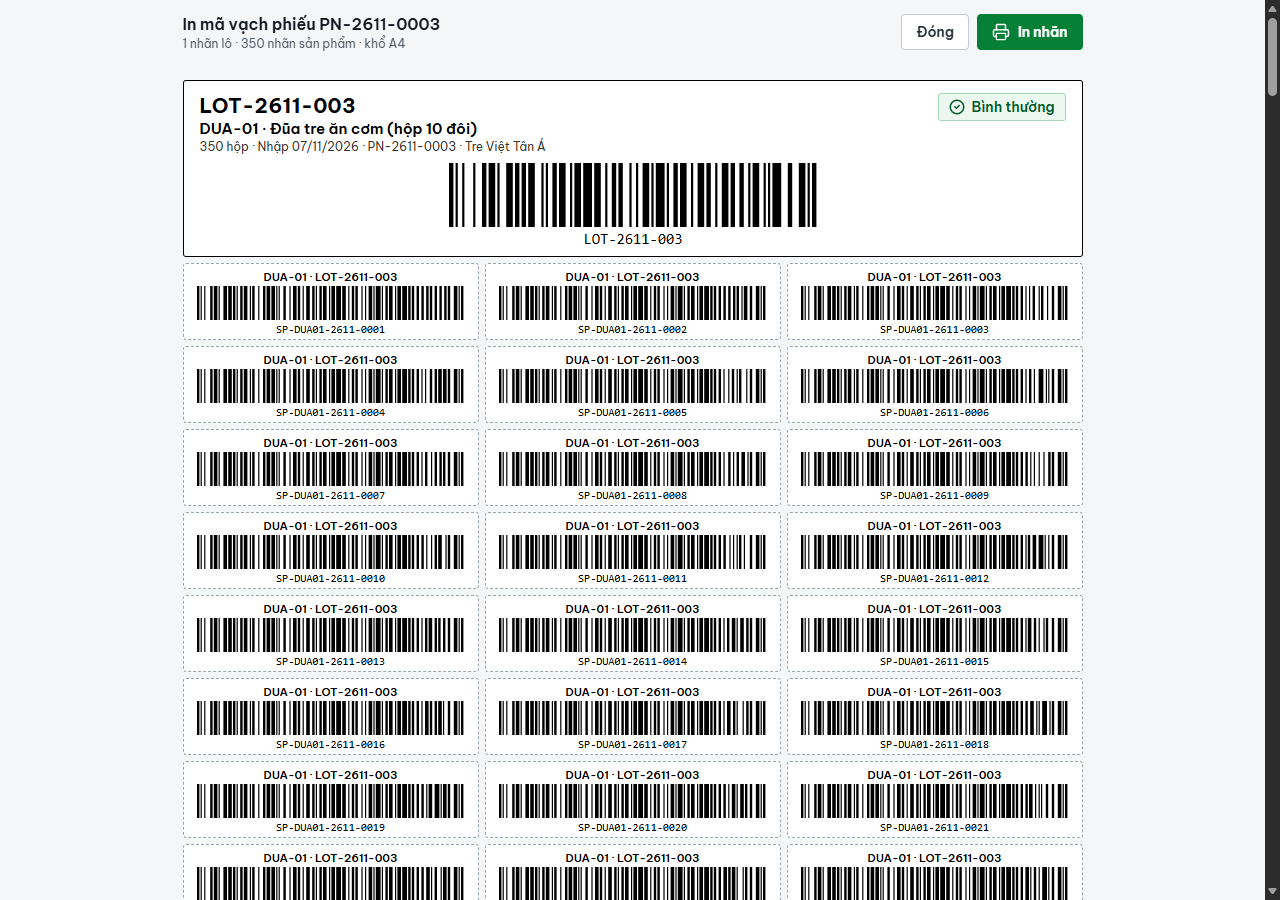 In mã vạch phiếu PN-2611-0003
1 nhãn lô · 350 nhãn sản phẩm · khổ A4
Đóng
In nhãn
LOT-2611-003
Bình thường
DUA-01 · Đũa tre ăn cơm (hộp 10 đôi)
350 hộp · Nhập 07/11/2026 · PN-2611-0003 · Tre Việt Tân Á
LOT-2611-003
DUA-01 · LOT-2611-003 DUA-01 · LOT-2611-003 DUA-01 · LOT-2611-003
SP-DUA01-2611-0001 SP-DUA01-2611-0002 SP-DUA01-2611-0003
DUA-01 · LOT-2611-003 DUA-01 · LOT-2611-003 DUA-01 · LOT-2611-003
SP-DUA01-2611-0004 SP-DUA01-2611-0005 SP-DUA01-2611-0006
DUA-01 · LOT-2611-003 DUA-01 · LOT-2611-003 DUA-01 · LOT-2611-003
SP-DUA01-2611-0007 SP-DUA01-2611-0008 SP-DUA01-2611-0009
DUA-01 · LOT-2611-003 DUA-01 · LOT-2611-003 DUA-01 · LOT-2611-003
SP-DUA01-2611-0010 SP-DUA01-2611-0011 SP-DUA01-2611-0012
DUA-01 · LOT-2611-003 DUA-01 · LOT-2611-003 DUA-01 · LOT-2611-003
SP-DUA01-2611-0013 SP-DUA01-2611-0014 SP-DUA01-2611-0015
DUA-01 · LOT-2611-003 DUA-01 · LOT-2611-003 DUA-01 · LOT-2611-003
SP-DUA01-2611-0016 SP-DUA01-2611-0017 SP-DUA01-2611-0018
DUA-01 · LOT-2611-003 DUA-01 · LOT-2611-003 DUA-01 · LOT-2611-003
SP-DUA01-2611-0019 SP-DUA01-2611-0020 SP-DUA01-2611-0021
DUA-01 · LOT-2611-003 DUA-01 · LOT-2611-003 DUA-01 · LOT-2611-003